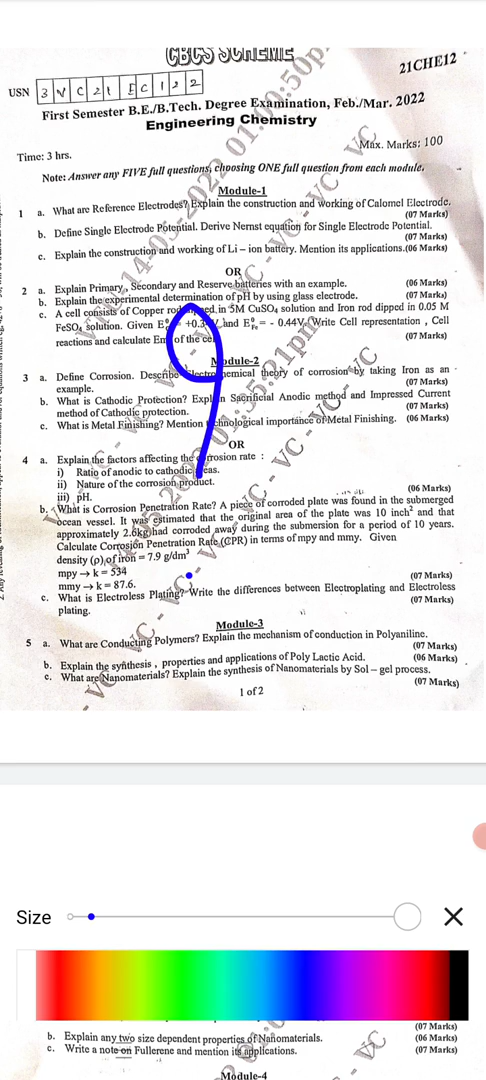 CBCS SCHEME
21CHE12
USN 3 V C 2 1 E C 1 2 2
First Semester B.E./B.Tech. Degree Examination, Feb./Mar. 2022
Engineering Chemistry
Time: 3 hrs.
Max. Marks: 100
Note: Answer any FIVE full questions, choosing ONE full question from each module.
Module-1
1 a. What are Reference Electrodes? Explain the construction and working of Calomel Electrode.
(07 Marks)
b. Define Single Electrode Potential. Derive Nernst equation for Single Electrode Potential.
(07 Marks)
c. Explain the construction and working of Li – ion battery. Mention its applications.(06 Marks)
OR
2 a. Explain Primary, Secondary and Reserve batteries with an example. (06 Marks)
b. Explain the experimental determination of pH by using glass electrode. (07 Marks)
c. A cell consists of Copper rod dipped in 5M CuSO₄ solution and Iron rod dipped in 0.05 M
FeSO₄ solution. Given and = - 0.44V. Write Cell representation , Cell
reactions and calculate Emf of the cell (07 Marks)
Module-2
3 a. Define Corrosion. Describe Electrochemical theory of corrosion by taking Iron as an
example. (07 Marks)
b. What is Cathodic Protection? Explain Sacrificial Anodic method and Impressed Current
method of Cathodic protection. (07 Marks)
c. What is Metal Finishing? Mention technological importance of Metal Finishing. (06 Marks)
OR
4 a. Explain the factors affecting the corrosion rate :
i) Ratio of anodic to cathodic areas.
ii) Nature of the corrosion product.
iii) pH. (06 Marks)
b. What is Corrosion Penetration Rate? A piece of corroded plate was found in the submerged
ocean vessel. It was estimated that the original area of the plate was 10 inch² and that
approximately 2.6kg had corroded away during the submersion for a period of 10 years.
Calculate Corrosion Penetration Rate (CPR) in terms of mpy and mmy. Given
density (ρ) of iron = 7.9 g/dm³
mpy → k = 534
mmy → k = 87.6. (07 Marks)
c. What is Electroless Plating? Write the differences between Electroplating and Electroless
plating. (07 Marks)
Module-3
5 a. What are Conducting Polymers? Explain the mechanism of conduction in Polyaniline.
(07 Marks)
b. Explain the synthesis , properties and applications of Poly Lactic Acid. (06 Marks)
c. What are Nanomaterials? Explain the synthesis of Nanomaterials by Sol – gel process.
(07 Marks)
1 of 2
Size
(07 Marks)
b. Explain any two size dependent properties of Nanomaterials. (06 Marks)
c. Write a note on Fullerene and mention its applications. (07 Marks)
Module-4